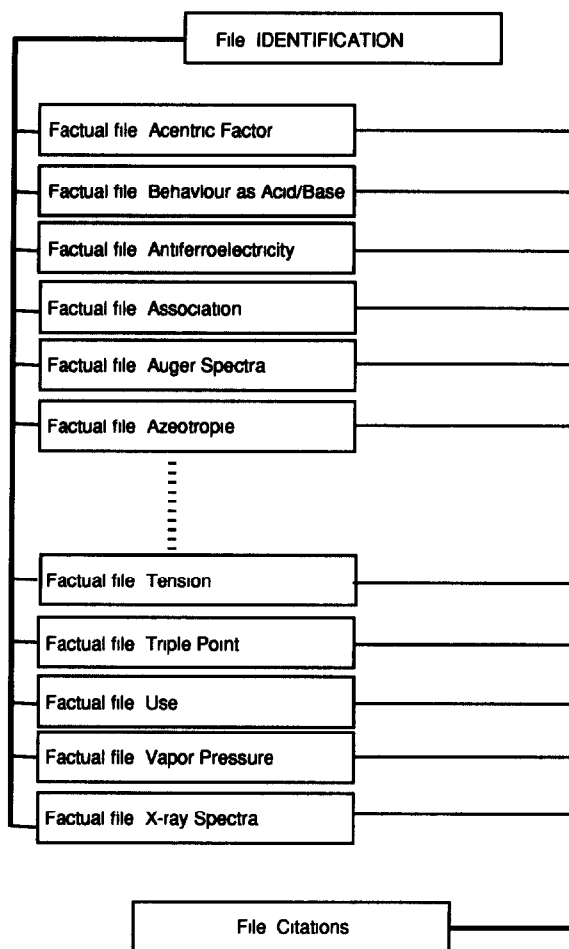 File IDENTIFICATION
Factual file Acentric Factor
Factual file Behaviour as Acid/Base
Factual file Antiferroelectricity
Factual file Association
Factual file Auger Spectra
Factual file Azeotropie
Factual file Tension
Factual file Triple Point
Factual file Use
Factual file Vapor Pressure
Factual file X-ray Spectra
File Citations